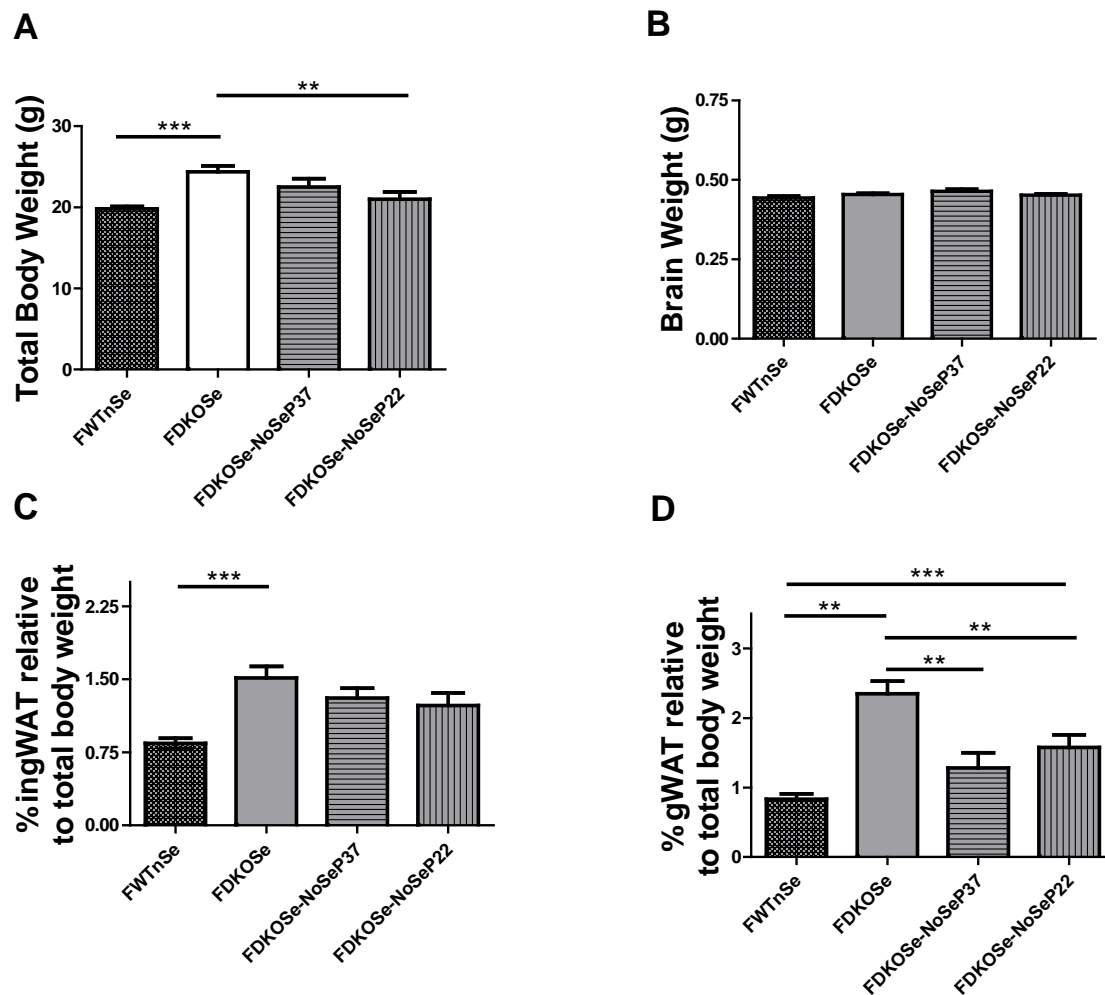 A
Total Body Weight (g)
30
20
10
0
***
**
FWTnSe
FDKOSe
FDKOSe-NoSeP37
FDKOSe-NoSeP22
B
Brain Weight (g)
0.75
0.50
0.25
0.00
FWTnSe
FDKOSe
FDKOSe-NoSeP37
FDKOSe-NoSeP22
C
%ingWAT relative
to total body weight
2.25
1.50
0.75
0.00
***
FWTnSe
FDKOSe
FDKOSe-NoSeP37
FDKOSe-NoSeP22
D
%gWAT relative
to total body weight
3
2
1
0
***
**
**
**
FWTnSe
FDKOSe
FDKOSe-NoSeP37
FDKOSe-NoSeP22